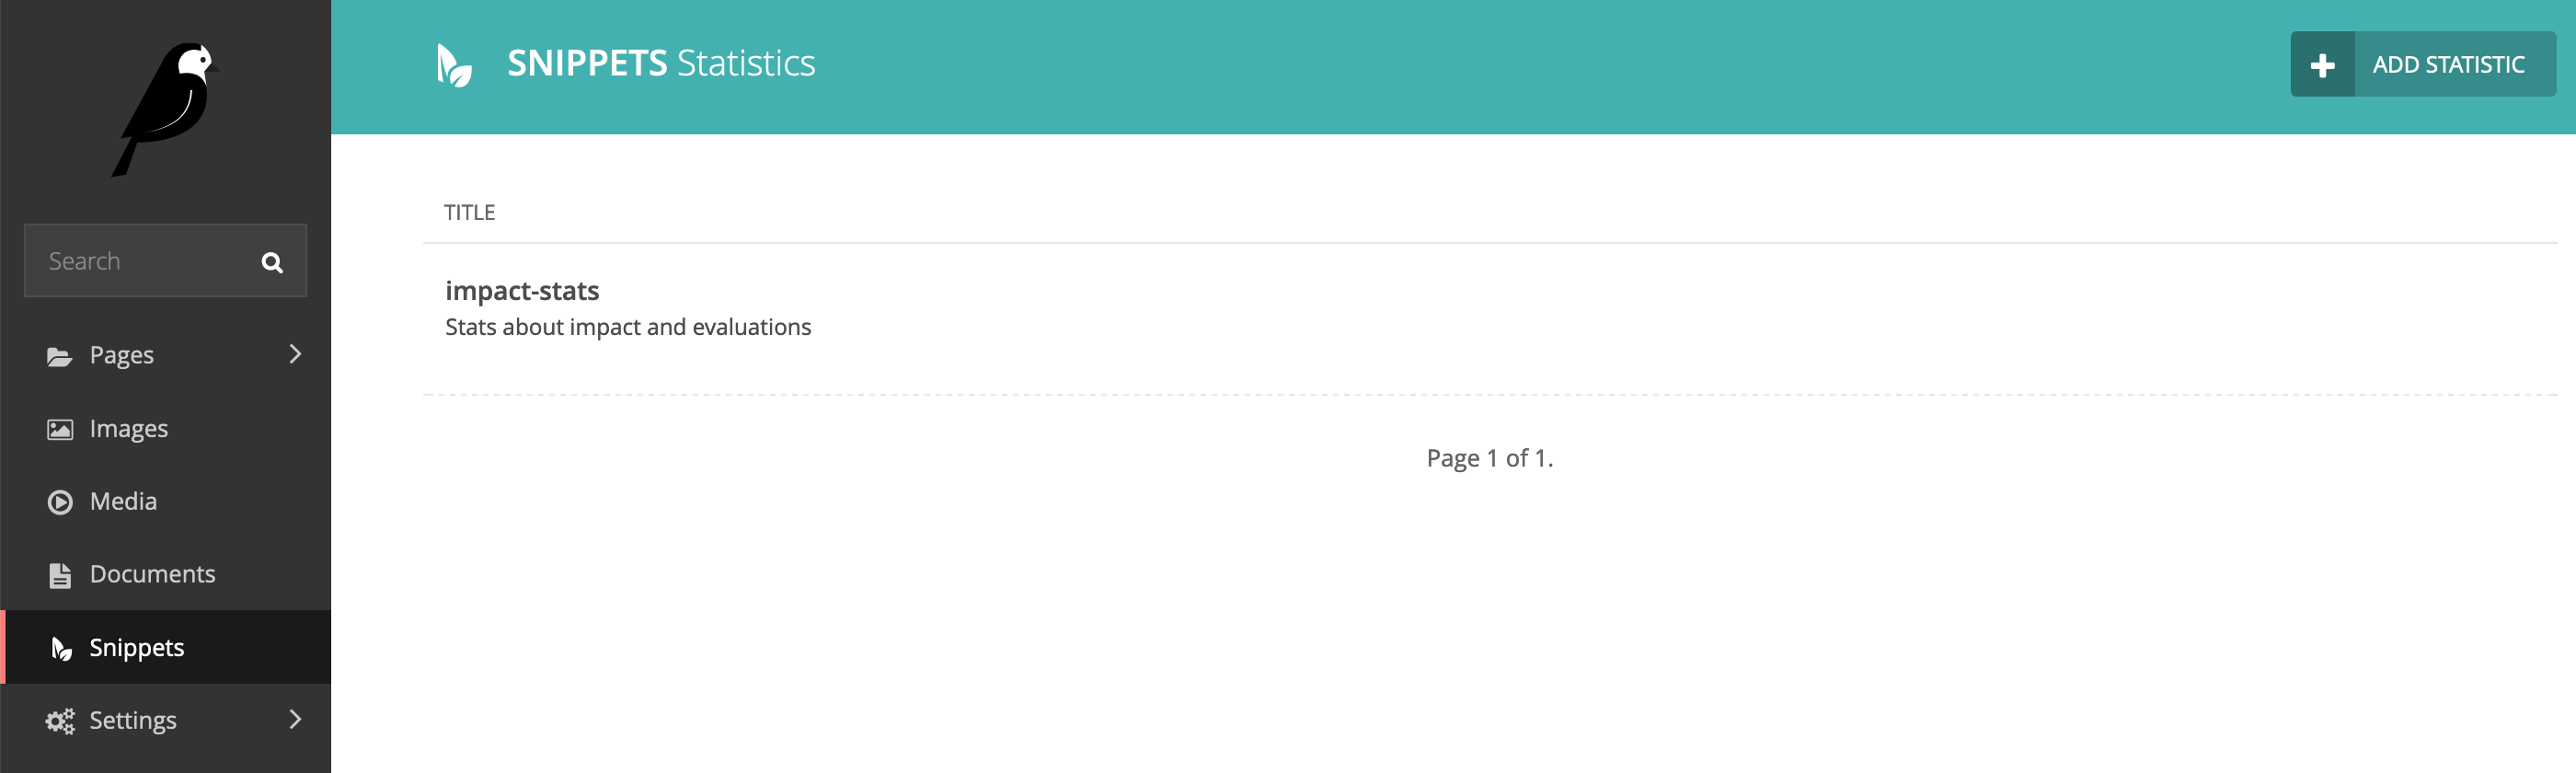 SNIPPETS Statistics
ADD STATISTIC
Search
Pages
Images
Media
Documents
Snippets
Settings
TITLE
impact-stats
Stats about impact and evaluations
Page 1 of 1.